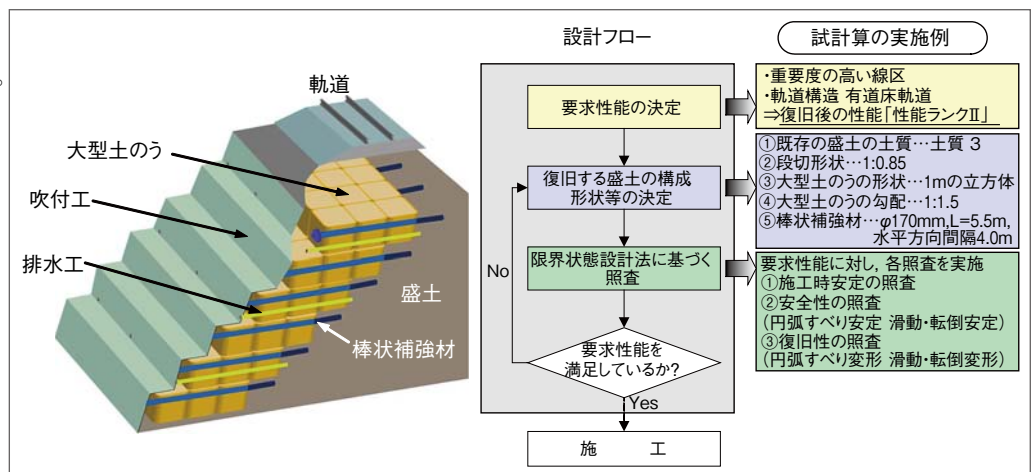 。
軌道
大型土のう
吹付工
排水工
盛土
棒状補強材
設計フロー
要求性能の決定
復旧する盛土の構成,
形状等の決定
No
限界状態設計法に基づく
照査
要求性能を
満足しているか?
Yes
施 工
試計算の実施例
・重要度の高い線区
・軌道構造 有道床軌道
⇒復旧後の性能「性能ランクⅡ」
①既存の盛土の土質…土質 3
②段切形状…1:0.85
③大型土のうの形状…1mの立方体
④大型土のうの勾配…1:1.5
⑤棒状補強材…φ170mm,L=5.5m,
水平方向間隔4.0m
要求性能に対し,各照査を実施
①施工時安定の照査
②安全性の照査
(円弧すべり安定 滑動・転倒安定)
③復旧性の照査
(円弧すべり変形 滑動・転倒変形)